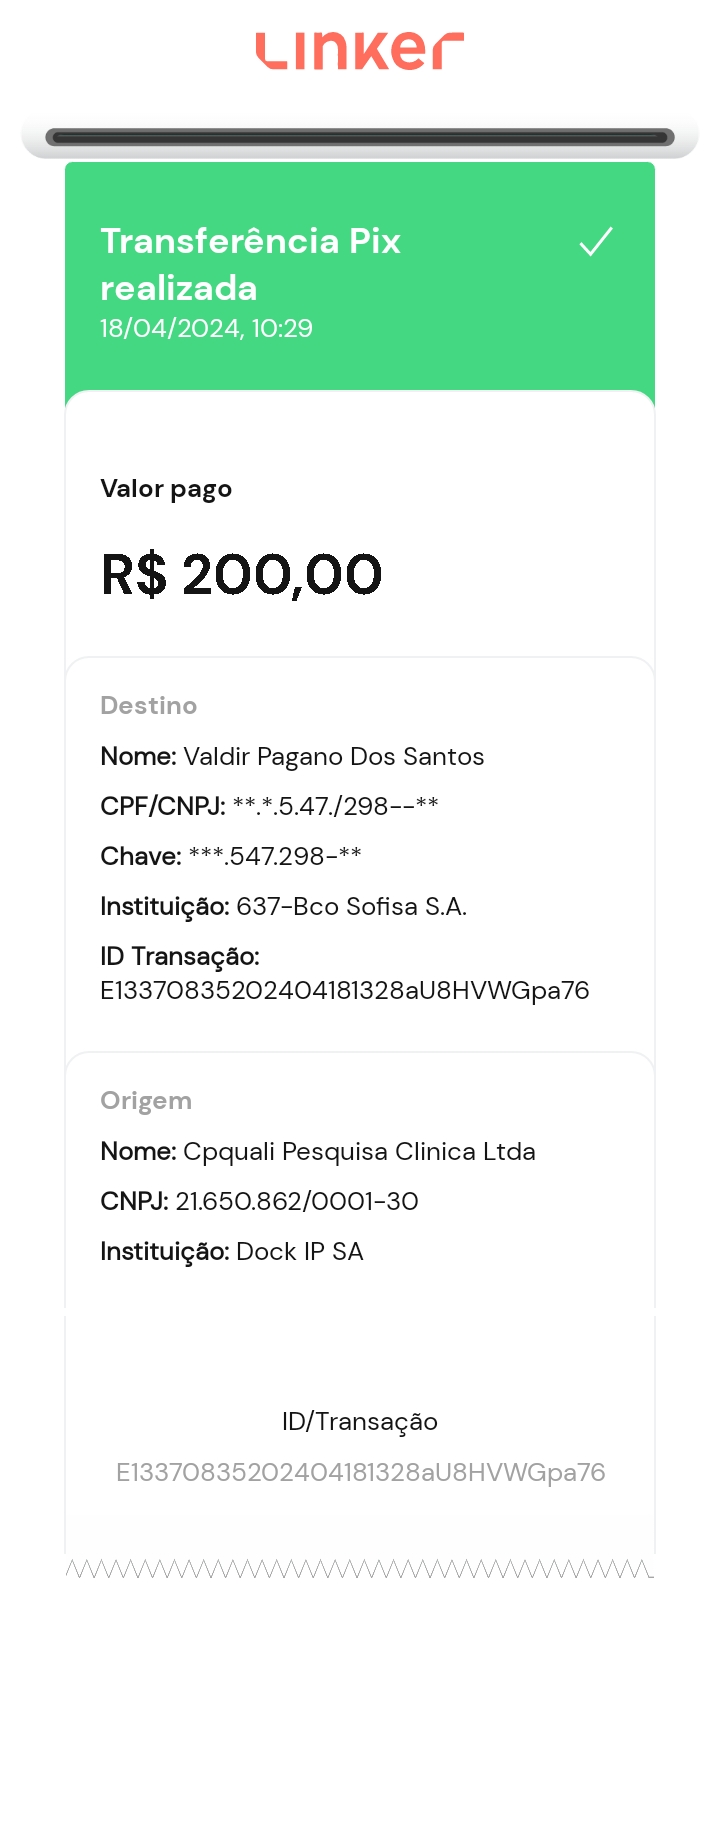 Linker
Transferência Pix
realizada
18/04/2024, 10:29
Valor pago
R$ 200,00
Destino
Nome: Valdir Pagano Dos Santos
CPF/CNPJ: **.*.5.47./298--**
Chave: ***.547.298-**
Instituição: 637-Bco Sofisa S.A.
ID Transação:
E13370835202404181328aU8HVWGpa76
Origem
Nome: Cpquali Pesquisa Clinica Ltda
CNPJ: 21.650.862/0001-30
Instituição: Dock IP SA
ID/Transação
E13370835202404181328aU8HVWGpa76